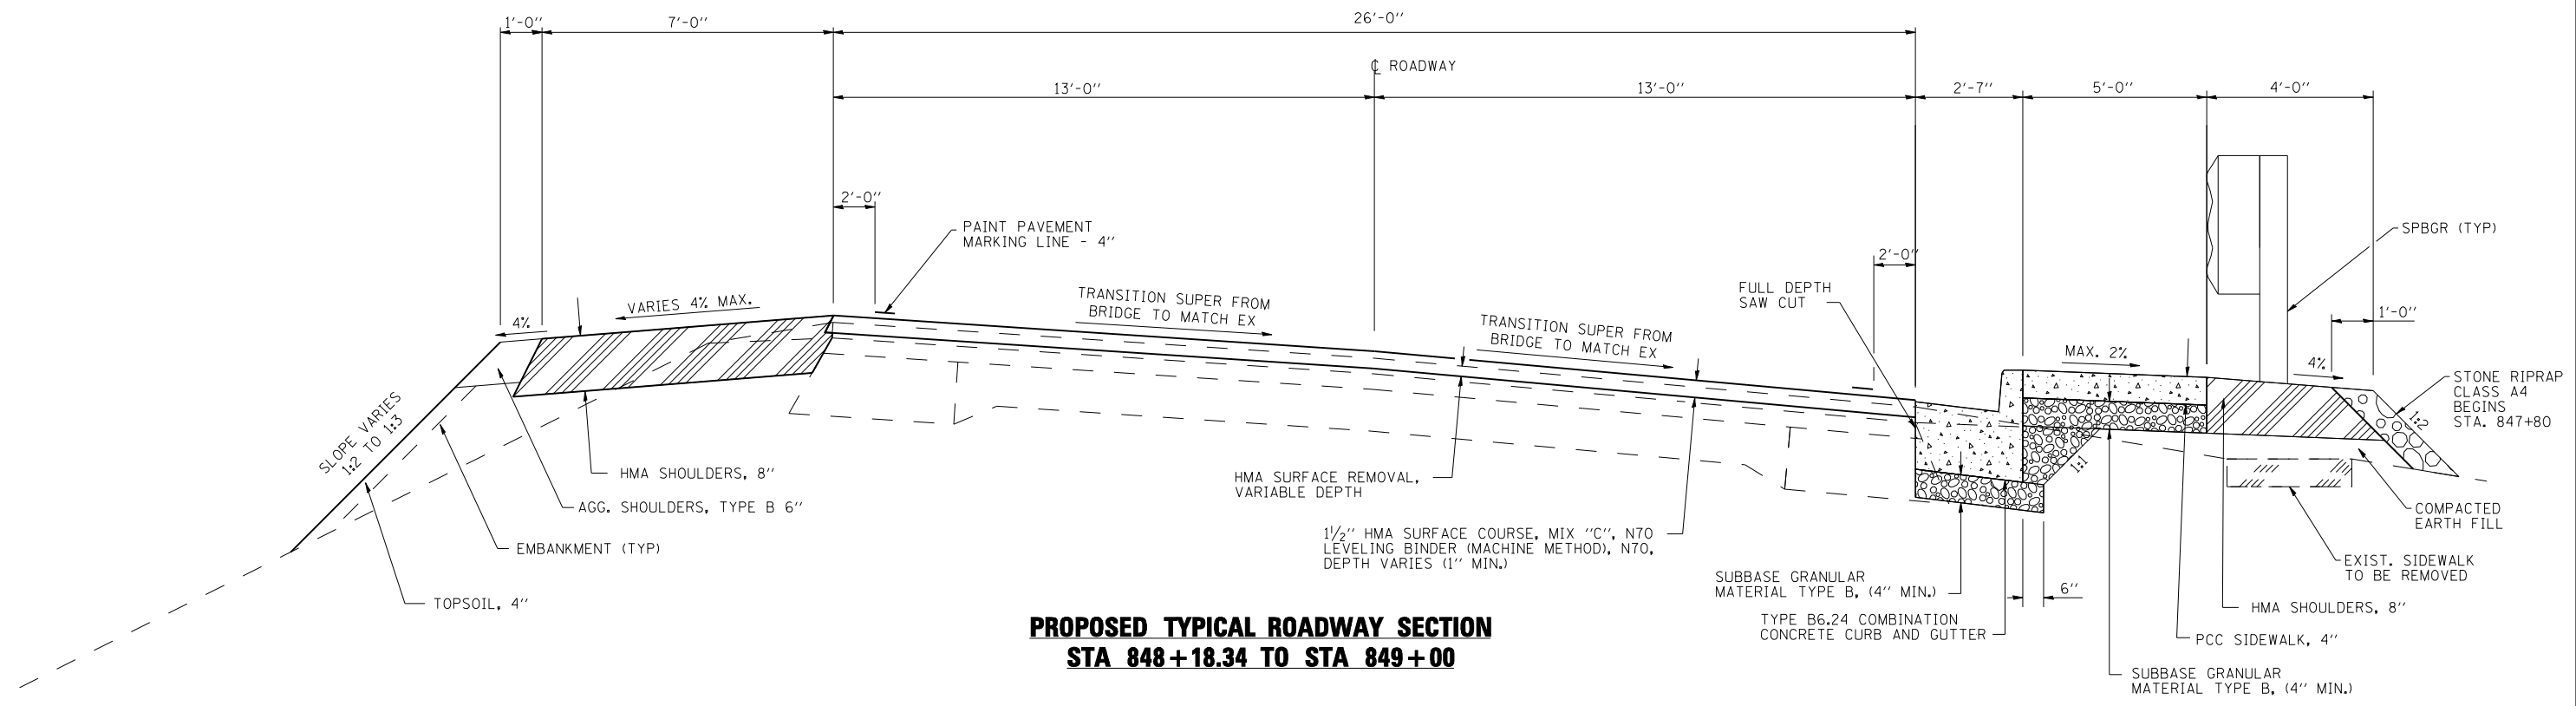 1'-0"
7'-0"
26'-0"
℄ ROADWAY
13'-0"
13'-0"
2'-7"
5'-0"
4'-0"
2'-0"
PAINT PAVEMENT
MARKING LINE - 4"
SPBGR (TYP)
2'-0"
FULL DEPTH
SAW CUT
TRANSITION SUPER FROM
BRIDGE TO MATCH EX
TRANSITION SUPER FROM
BRIDGE TO MATCH EX
VARIES 4% MAX.
4%
1'-0"
MAX. 2%
4%
STONE RIPRAP
CLASS A4
BEGINS
STA. 847+80
1:2
SLOPE VARIES
1:2 TO 1:3
1:1
HMA SHOULDERS, 8"
AGG. SHOULDERS, TYPE B 6"
EMBANKMENT (TYP)
TOPSOIL, 4"
HMA SURFACE REMOVAL,
VARIABLE DEPTH
1½" HMA SURFACE COURSE, MIX "C", N70
LEVELING BINDER (MACHINE METHOD), N70,
DEPTH VARIES (1" MIN.)
COMPACTED
EARTH FILL
EXIST. SIDEWALK
TO BE REMOVED
SUBBASE GRANULAR
MATERIAL TYPE B, (4" MIN.)
6"
TYPE B6.24 COMBINATION
CONCRETE CURB AND GUTTER
HMA SHOULDERS, 8"
PCC SIDEWALK, 4"
SUBBASE GRANULAR
MATERIAL TYPE B, (4" MIN.)
PROPOSED TYPICAL ROADWAY SECTION
STA 848+18.34 TO STA 849+00